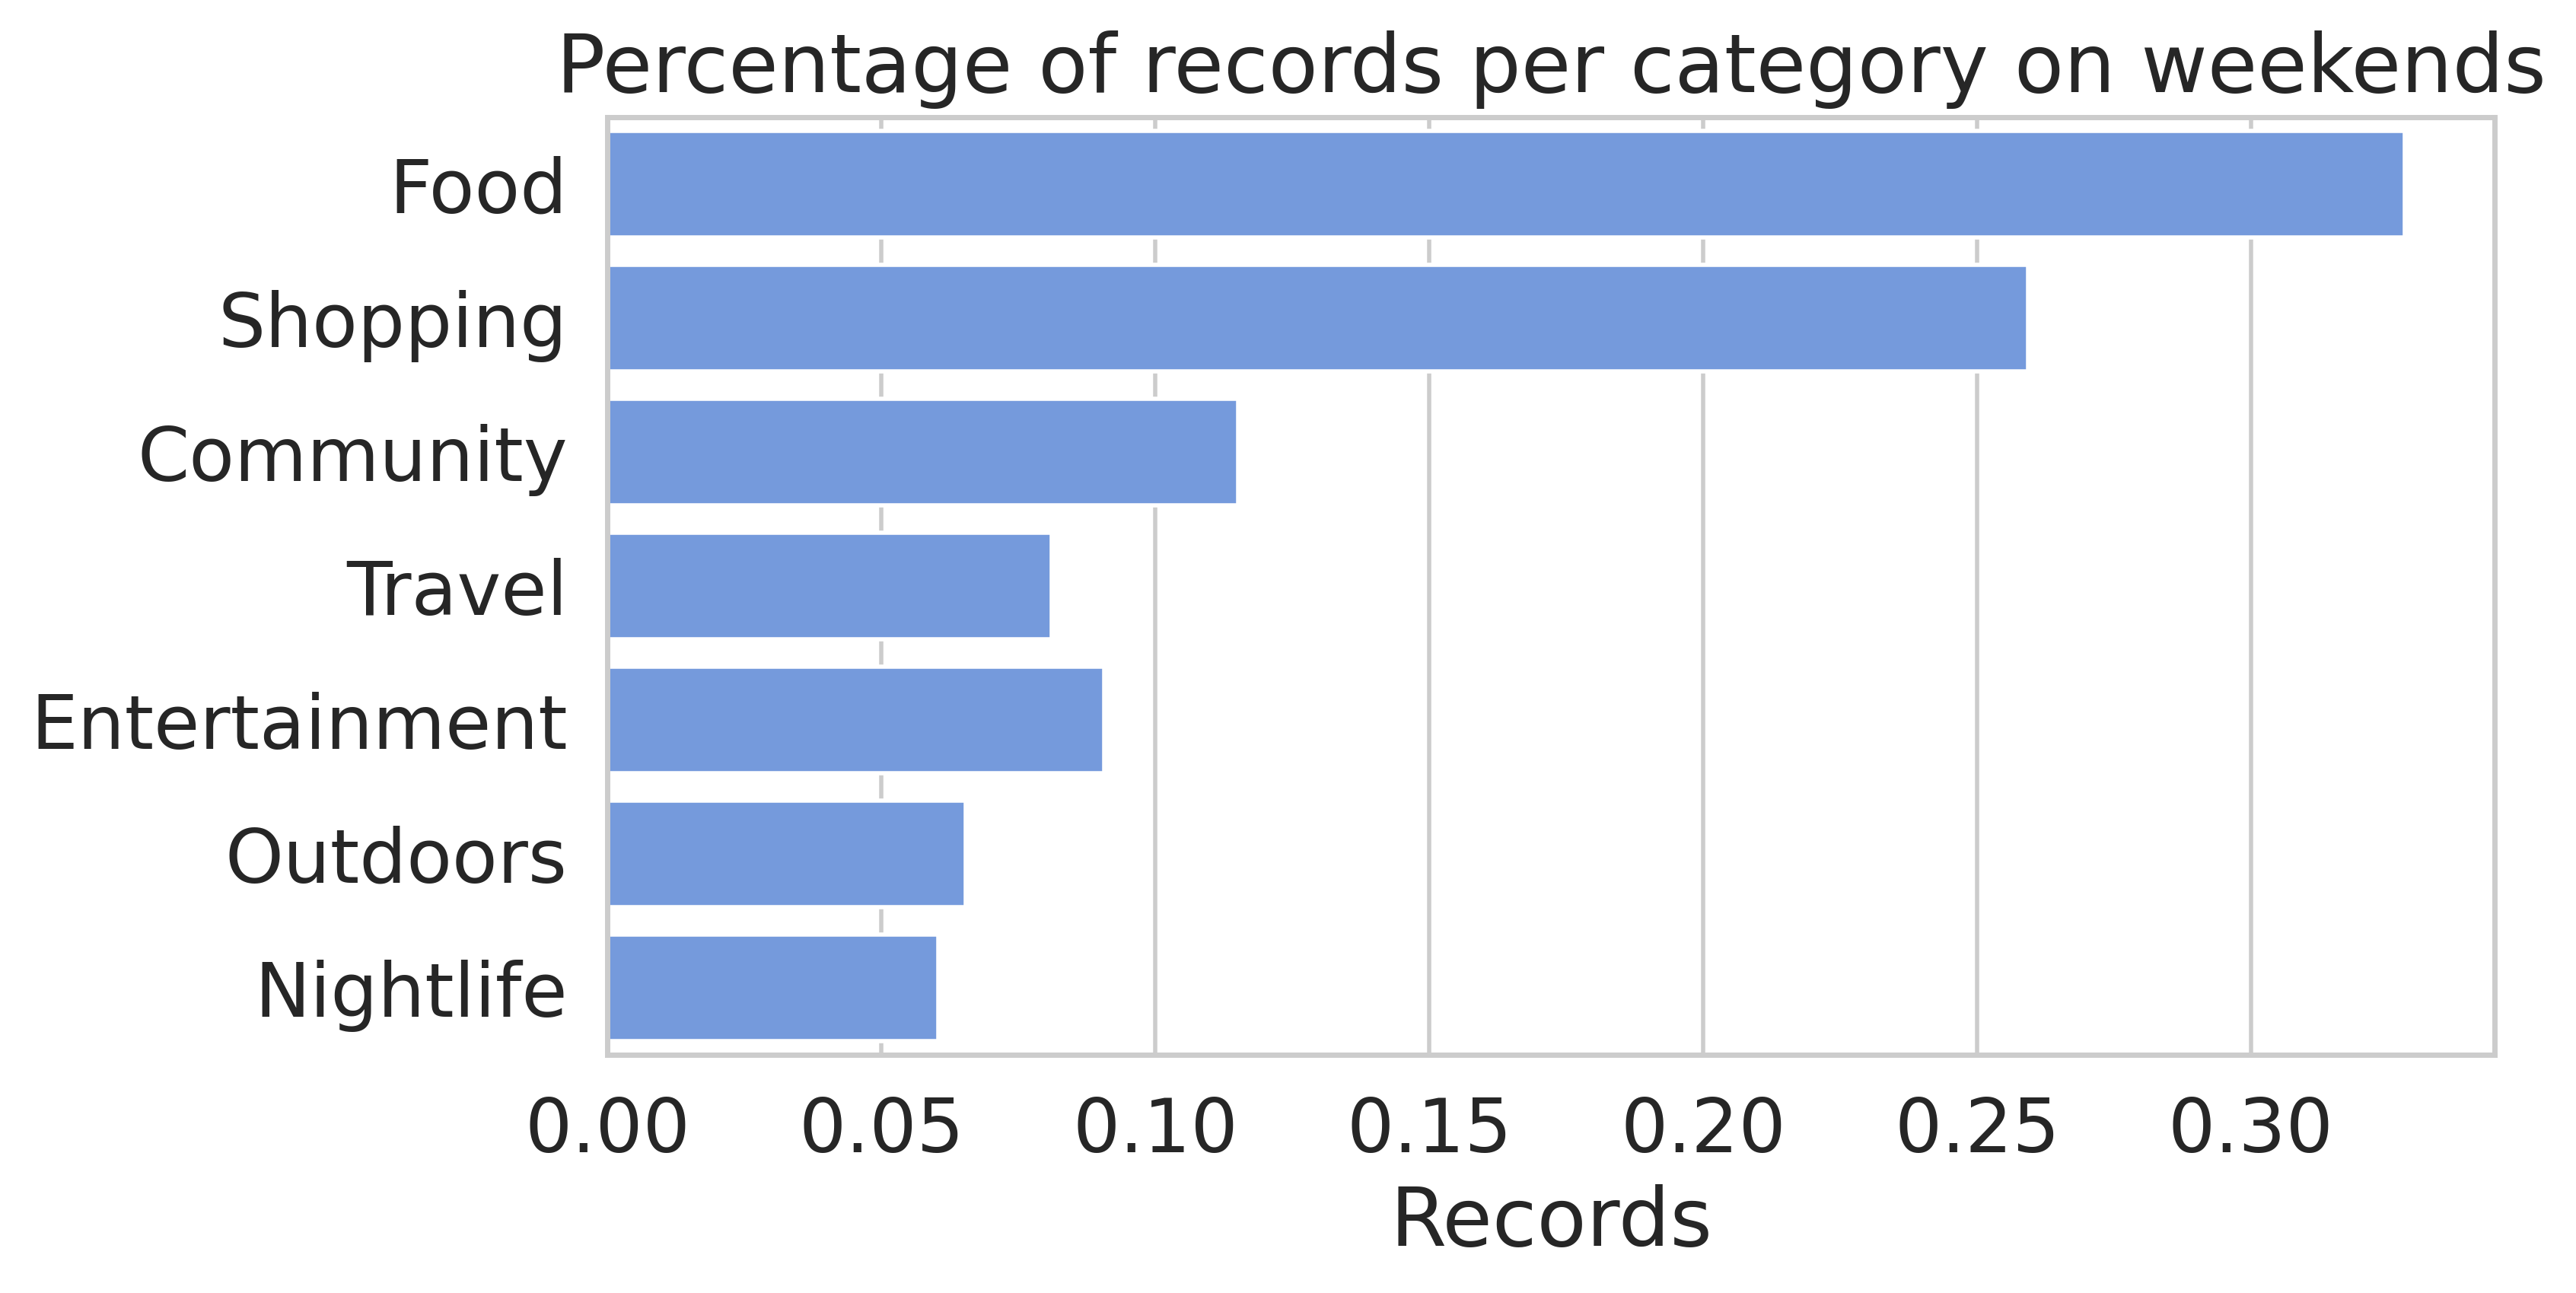 Percentage of records per category on weekends
Food
Shopping
Community
Travel
Entertainment
Outdoors
Nightlife
0.00 0.05 0.10 0.15 0.20 0.25 0.30
Records